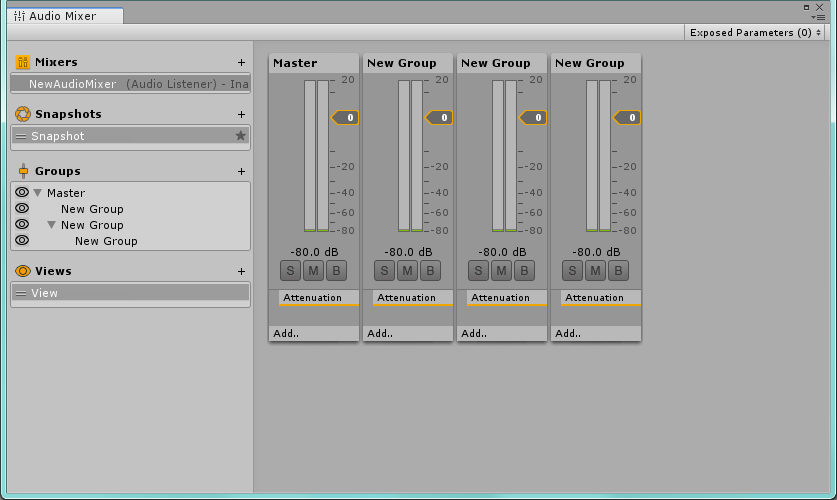 Audio Mixer
Exposed Parameters (0)
Mixers +
NewAudioMixer (Audio Listener) - Ina
Snapshots +
Snapshot
Groups +
Master
New Group
New Group
New Group
Views +
View
Master
20
0
-20
-40
-60
-80
-80.0 dB
S M B
Attenuation
Add..
New Group
20
0
-20
-40
-60
-80
-80.0 dB
S M B
Attenuation
Add..
New Group
20
0
-20
-40
-60
-80
-80.0 dB
S M B
Attenuation
Add..
New Group
20
0
-20
-40
-60
-80
-80.0 dB
S M B
Attenuation
Add..